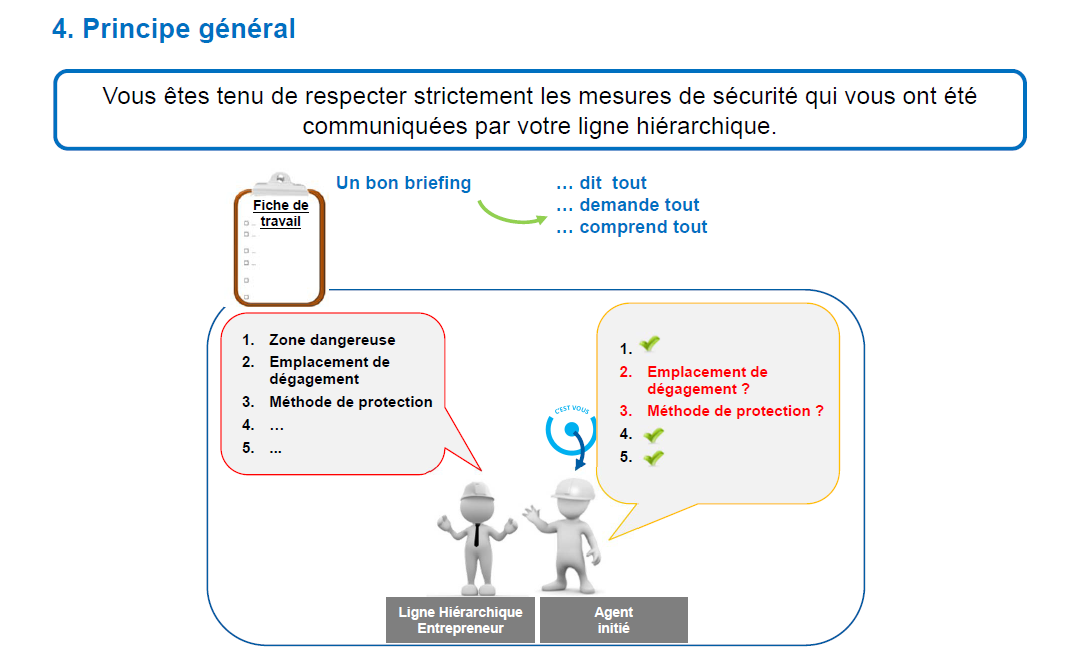 4. Principe général
Vous êtes tenu de respecter strictement les mesures de sécurité qui vous ont été
communiquées par votre ligne hiérarchique.
Fiche de
travail
...
...
...
...
Un bon briefing
... dit tout
... demande tout
... comprend tout
1. Zone dangereuse
2. Emplacement de
dégagement
3. Méthode de protection
4. ...
5. ...
C'EST VOUS
1.
2. Emplacement de
dégagement ?
3. Méthode de protection ?
4.
5.
Ligne Hiérarchique
Entrepreneur
Agent
initié